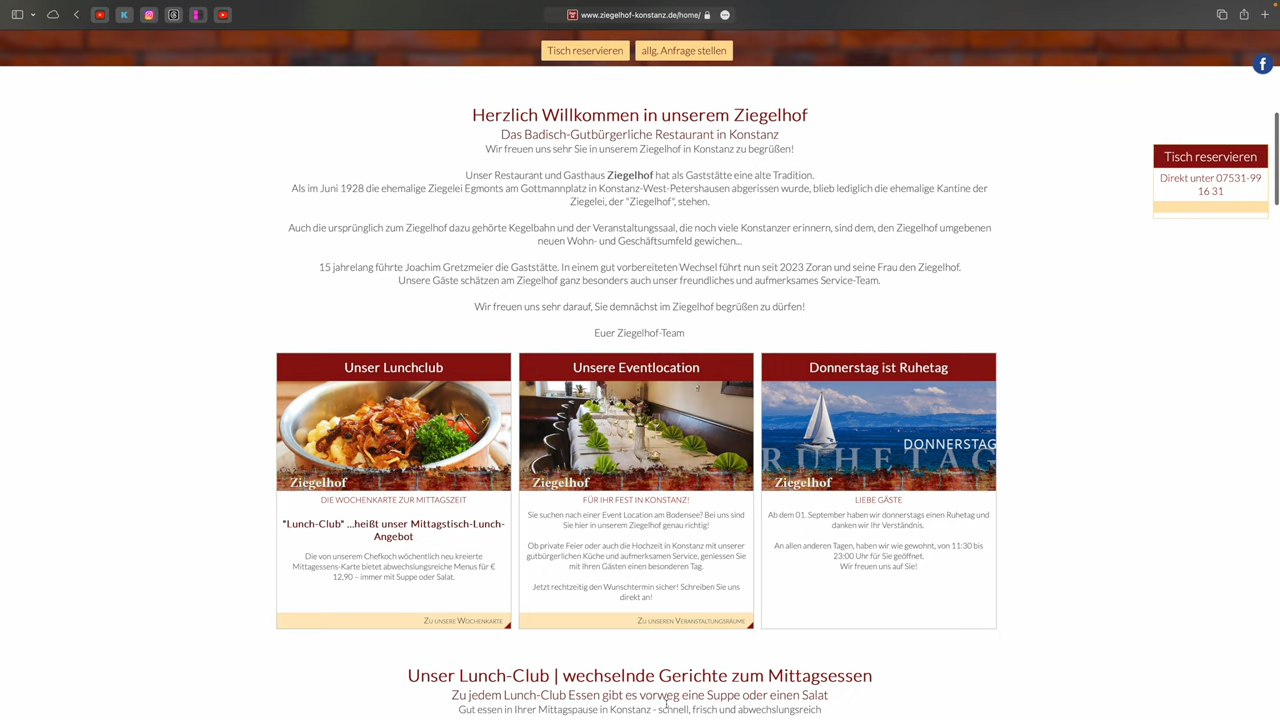 www.ziegelhof-konstanz.de/home/
Tisch reservieren
allg. Anfrage stellen
Herzlich Willkommen in unserem Ziegelhof
Das Badisch-Gutbürgerliche Restaurant in Konstanz
Wir freuen uns sehr Sie in unserem Ziegelhof in Konstanz zu begrüßen!
Tisch reservieren
Direkt unter 07531-99
16 31
Unser Restaurant und Gasthaus Ziegelhof hat als Gaststätte eine alte Tradition.
Als im Juni 1928 die ehemalige Ziegelei Egmonts am Gottmannplatz in Konstanz-West-Petershausen abgerissen wurde, blieb lediglich die ehemalige Kantine der
Ziegelei, der "Ziegelhof", stehen.
Auch die ursprünglich zum Ziegelhof dazu gehörte Kegelbahn und der Veranstaltungssaal, die noch viele Konstanzer erinnern, sind dem, den Ziegelhof umgebenen
neuen Wohn- und Geschäftsumfeld gewichen...
15 jahrelang führte Joachim Gretzmeier die Gaststätte. In einem gut vorbereiteten Wechsel führt nun seit 2023 Zoran und seine Frau den Ziegelhof.
Unsere Gäste schätzen am Ziegelhof ganz besonders auch unser freundliches und aufmerksames Service-Team.
Wir freuen uns sehr darauf, Sie demnächst im Ziegelhof begrüßen zu dürfen!
Euer Ziegelhof-Team
Unser Lunchclub
Ziegelhof
DIE WOCHENKARTE ZUR MITTAGSZEIT
"Lunch-Club" ...heißt unser Mittagstisch-Lunch-
Angebot
Die von unserem Chefkoch wöchentlich neu kreierte
Mittagessens-Karte bietet abwechslungsreiche Menus für €
12,90 – immer mit Suppe oder Salat.
Zu unsere Wochenkarte
Unsere Eventlocation
Ziegelhof
FÜR IHR FEST IN KONSTANZ!
Sie suchen nach einer Event Location am Bodensee? Bei uns sind
Sie hier in unserem Ziegelhof genau richtig!
Ob private Feier oder auch die Hochzeit in Konstanz mit unserer
gutbürgerlichen Küche und aufmerksamen Service, geniessen Sie
mit Ihren Gästen einen besonderen Tag.
Jetzt rechtzeitig den Wunschtermin sicher! Schreiben Sie uns
direkt an!
Zu unseren Veranstaltungsräume
Donnerstag ist Ruhetag
DONNERSTAG
RUHETAG
Ziegelhof
LIEBE GÄSTE
Ab dem 01. September haben wir donnerstags einen Ruhetag und
danken wir Ihr Verständnis.
An allen anderen Tagen, haben wir wie gewohnt, von 11:30 bis
23:00 Uhr für Sie geöffnet.
Wir freuen uns auf Sie!
Unser Lunch-Club | wechselnde Gerichte zum Mittagsessen
Zu jedem Lunch-Club Essen gibt es vorweg eine Suppe oder einen Salat
Gut essen in Ihrer Mittagspause in Konstanz - schnell, frisch und abwechslungsreich